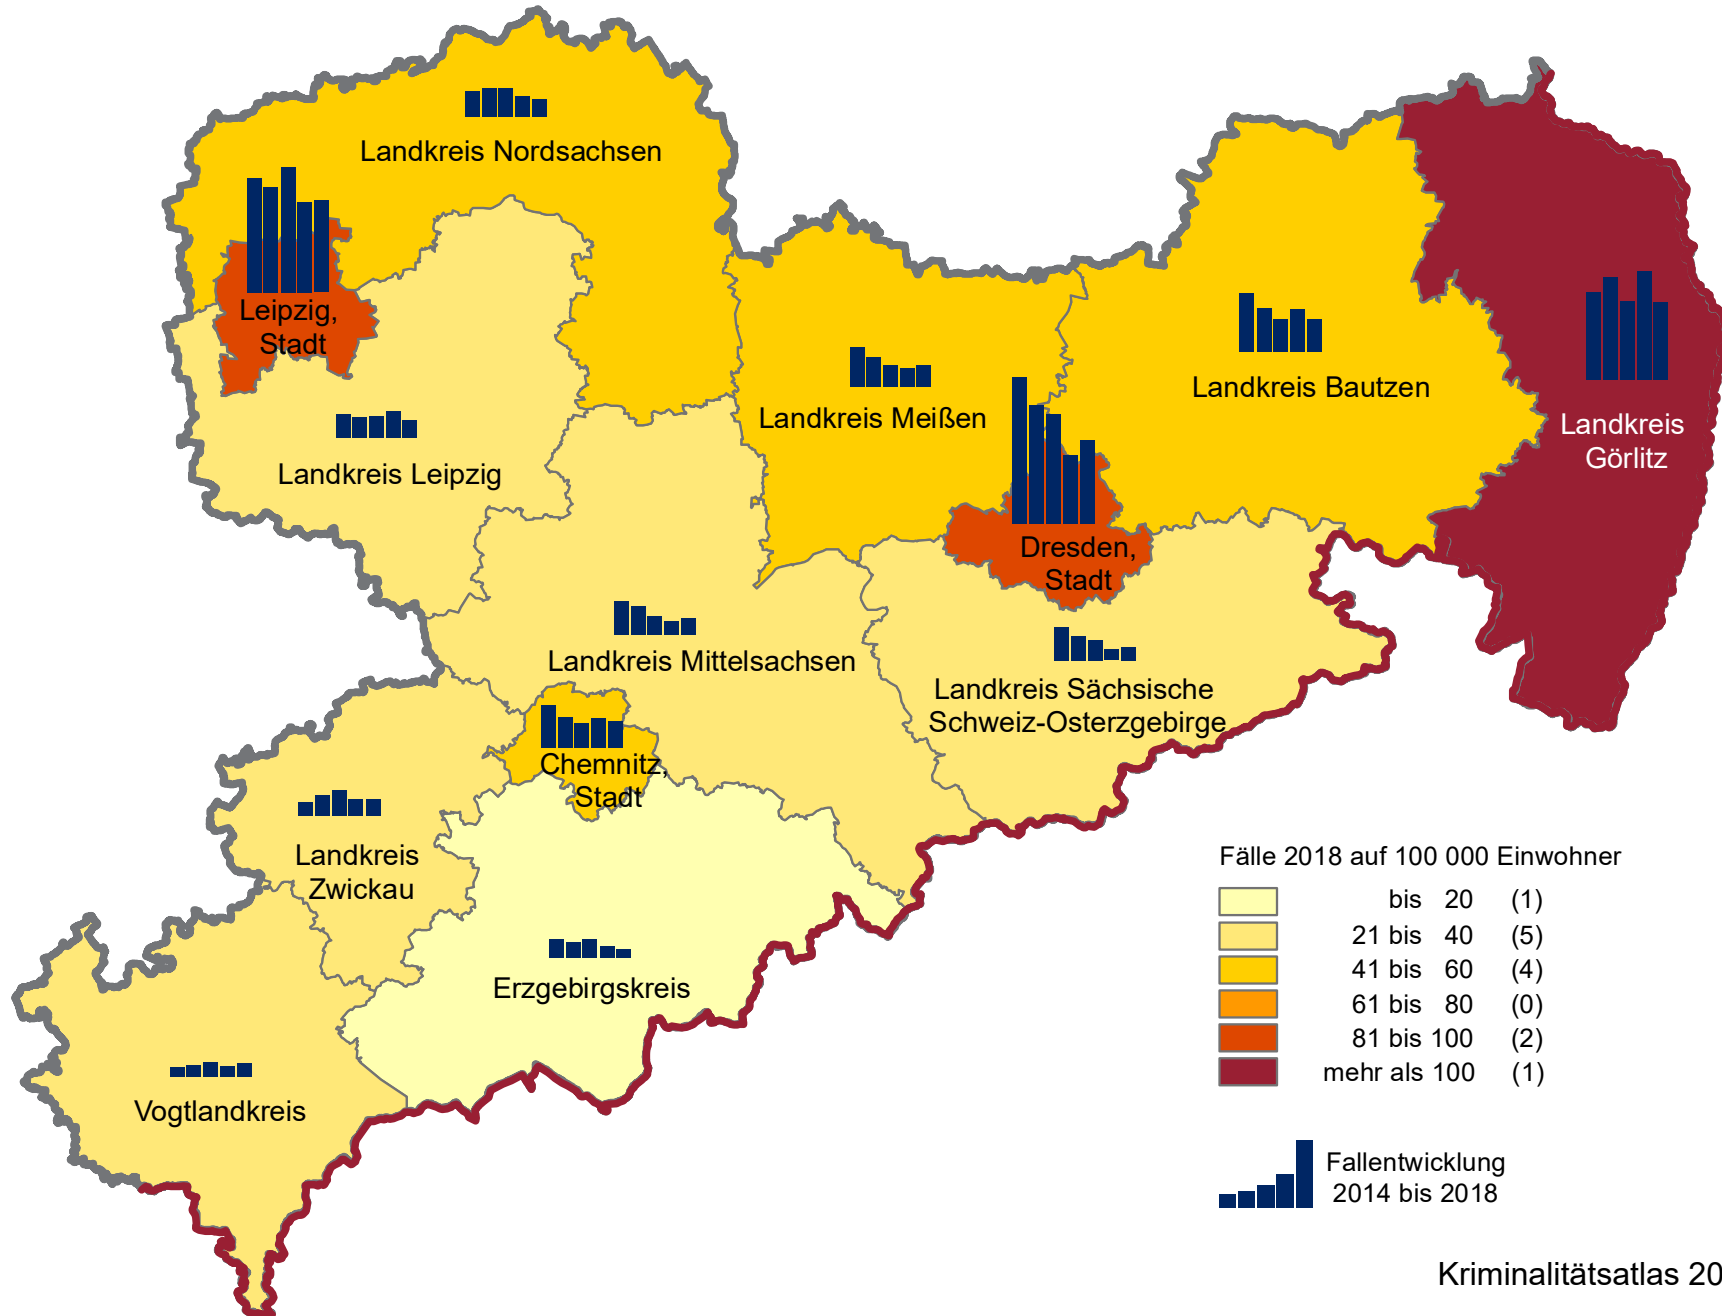 Landkreis Nordsachsen
Leipzig,
Stadt
Landkreis Leipzig
Landkreis Meißen
Landkreis Bautzen
Landkreis
Görlitz
Dresden,
Stadt
Landkreis Mittelsachsen
Landkreis Sächsische
Schweiz-Osterzgebirge
Chemnitz,
Stadt
Landkreis
Zwickau
Erzgebirgskreis
Vogtlandkreis
Fälle 2018 auf 100 000 Einwohner
bis 20 (1)
21 bis 40 (5)
41 bis 60 (4)
61 bis 80 (0)
81 bis 100 (2)
mehr als 100 (1)
Fallentwicklung
2014 bis 2018
Kriminalitätsatlas 20